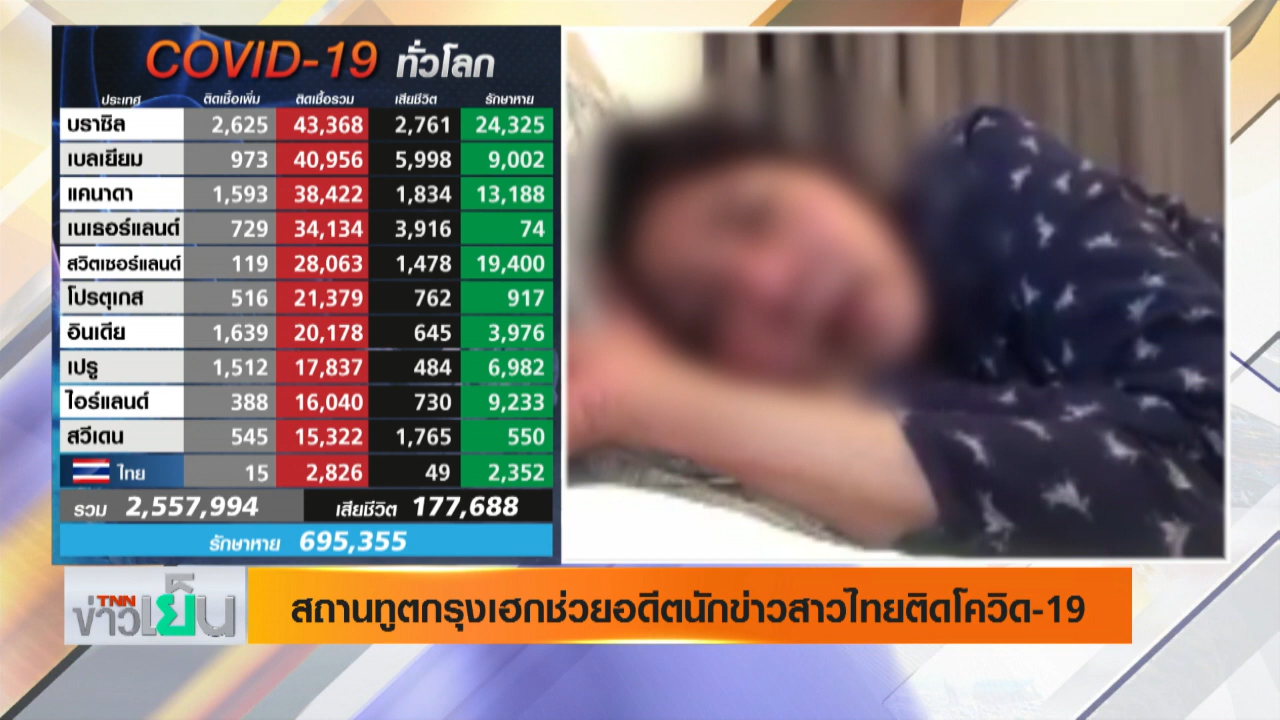 COVID-19 ทั่วโลก
ประเทศ ติดเชื้อเพิ่ม ติดเชื้อรวม เสียชีวิต รักษาหาย
บราซิล 2,625 43,368 2,761 24,325
เบลเยียม 973 40,956 5,998 9,002
แคนาดา 1,593 38,422 1,834 13,188
เนเธอร์แลนด์ 729 34,134 3,916 74
สวิตเซอร์แลนด์ 119 28,063 1,478 19,400
โปรตุเกส 516 21,379 762 917
อินเดีย 1,639 20,178 645 3,976
เปรู 1,512 17,837 484 6,982
ไอร์แลนด์ 388 16,040 730 9,233
สวีเดน 545 15,322 1,765 550
ไทย 15 2,826 49 2,352
รวม 2,557,994 เสียชีวิต 177,688
รักษาหาย 695,355
TNN
ข่าวเย็น
สถานทูตกรุงเฮกช่วยอดีตนักข่าวสาวไทยติดโควิด-19